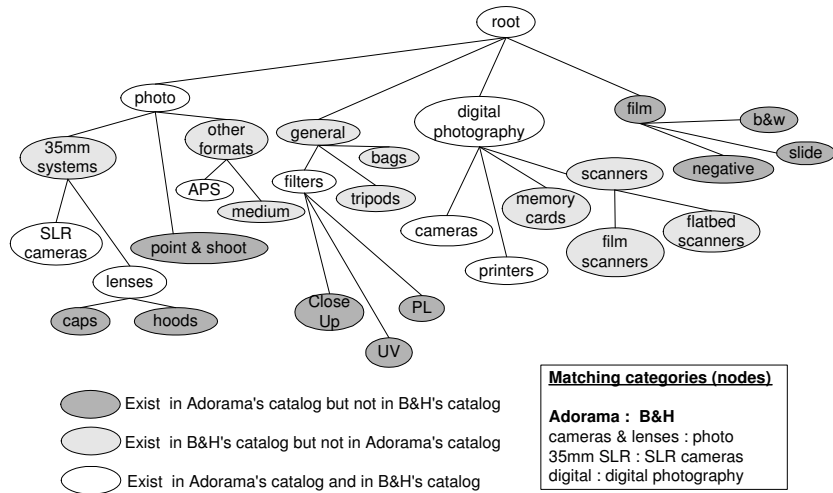 root
photo
digital
photography
film
b&w
slide
negative
35mm
systems
other
formats
general
bags
filters
tripods
APS
medium
scanners
memory
cards
flatbed
scanners
film
scanners
cameras
printers
SLR
cameras
point & shoot
lenses
caps
hoods
Close
Up
PL
UV
Exist in Adorama's catalog but not in B&H's catalog
Exist in B&H's catalog but not in Adorama's catalog
Exist in Adorama's catalog and in B&H's catalog
Matching categories (nodes)
Adorama : B&H
cameras & lenses : photo
35mm SLR : SLR cameras
digital : digital photography